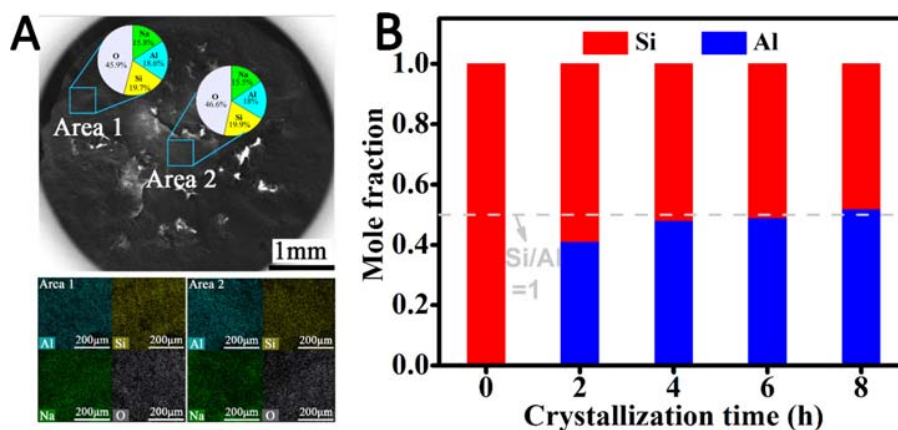 A
O
45.9%
Na
15.8%
Al
18.6%
Si
19.7%
O
46.6%
Na
15.5%
Al
18%
Si
19.9%
Area 1
Area 2
1mm
Area 1
Area 2
200μm
Al
200μm
Si
200μm
Al
200μm
Si
200μm
Na
200μm
O
200μm
Na
200μm
O
B
Si
Al
Mole fraction
1.0
0.8
0.6
0.4
0.2
0.0
Si/Al
=1
0
2
4
6
8
Crystallization time (h)